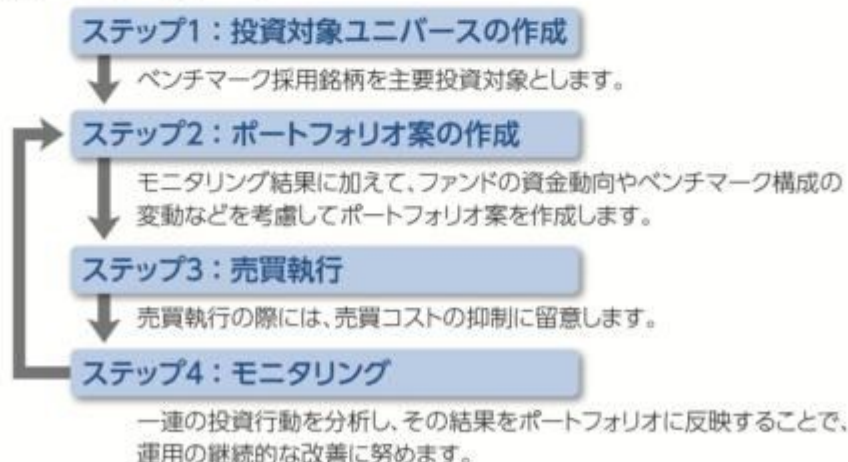 ステップ1：投資対象ユニバースの作成
ベンチマーク採用銘柄を主要投資対象とします。
ステップ2：ポートフォリオ案の作成
モニタリング結果に加えて、ファンドの資金動向やベンチマーク構成の
変動などを考慮してポートフォリオ案を作成します。
ステップ3：売買執行
売買執行の際には、売買コストの抑制に留意します。
ステップ4：モニタリング
一連の投資行動を分析し、その結果をポートフォリオに反映することで、
運用の継続的な改善に努めます。